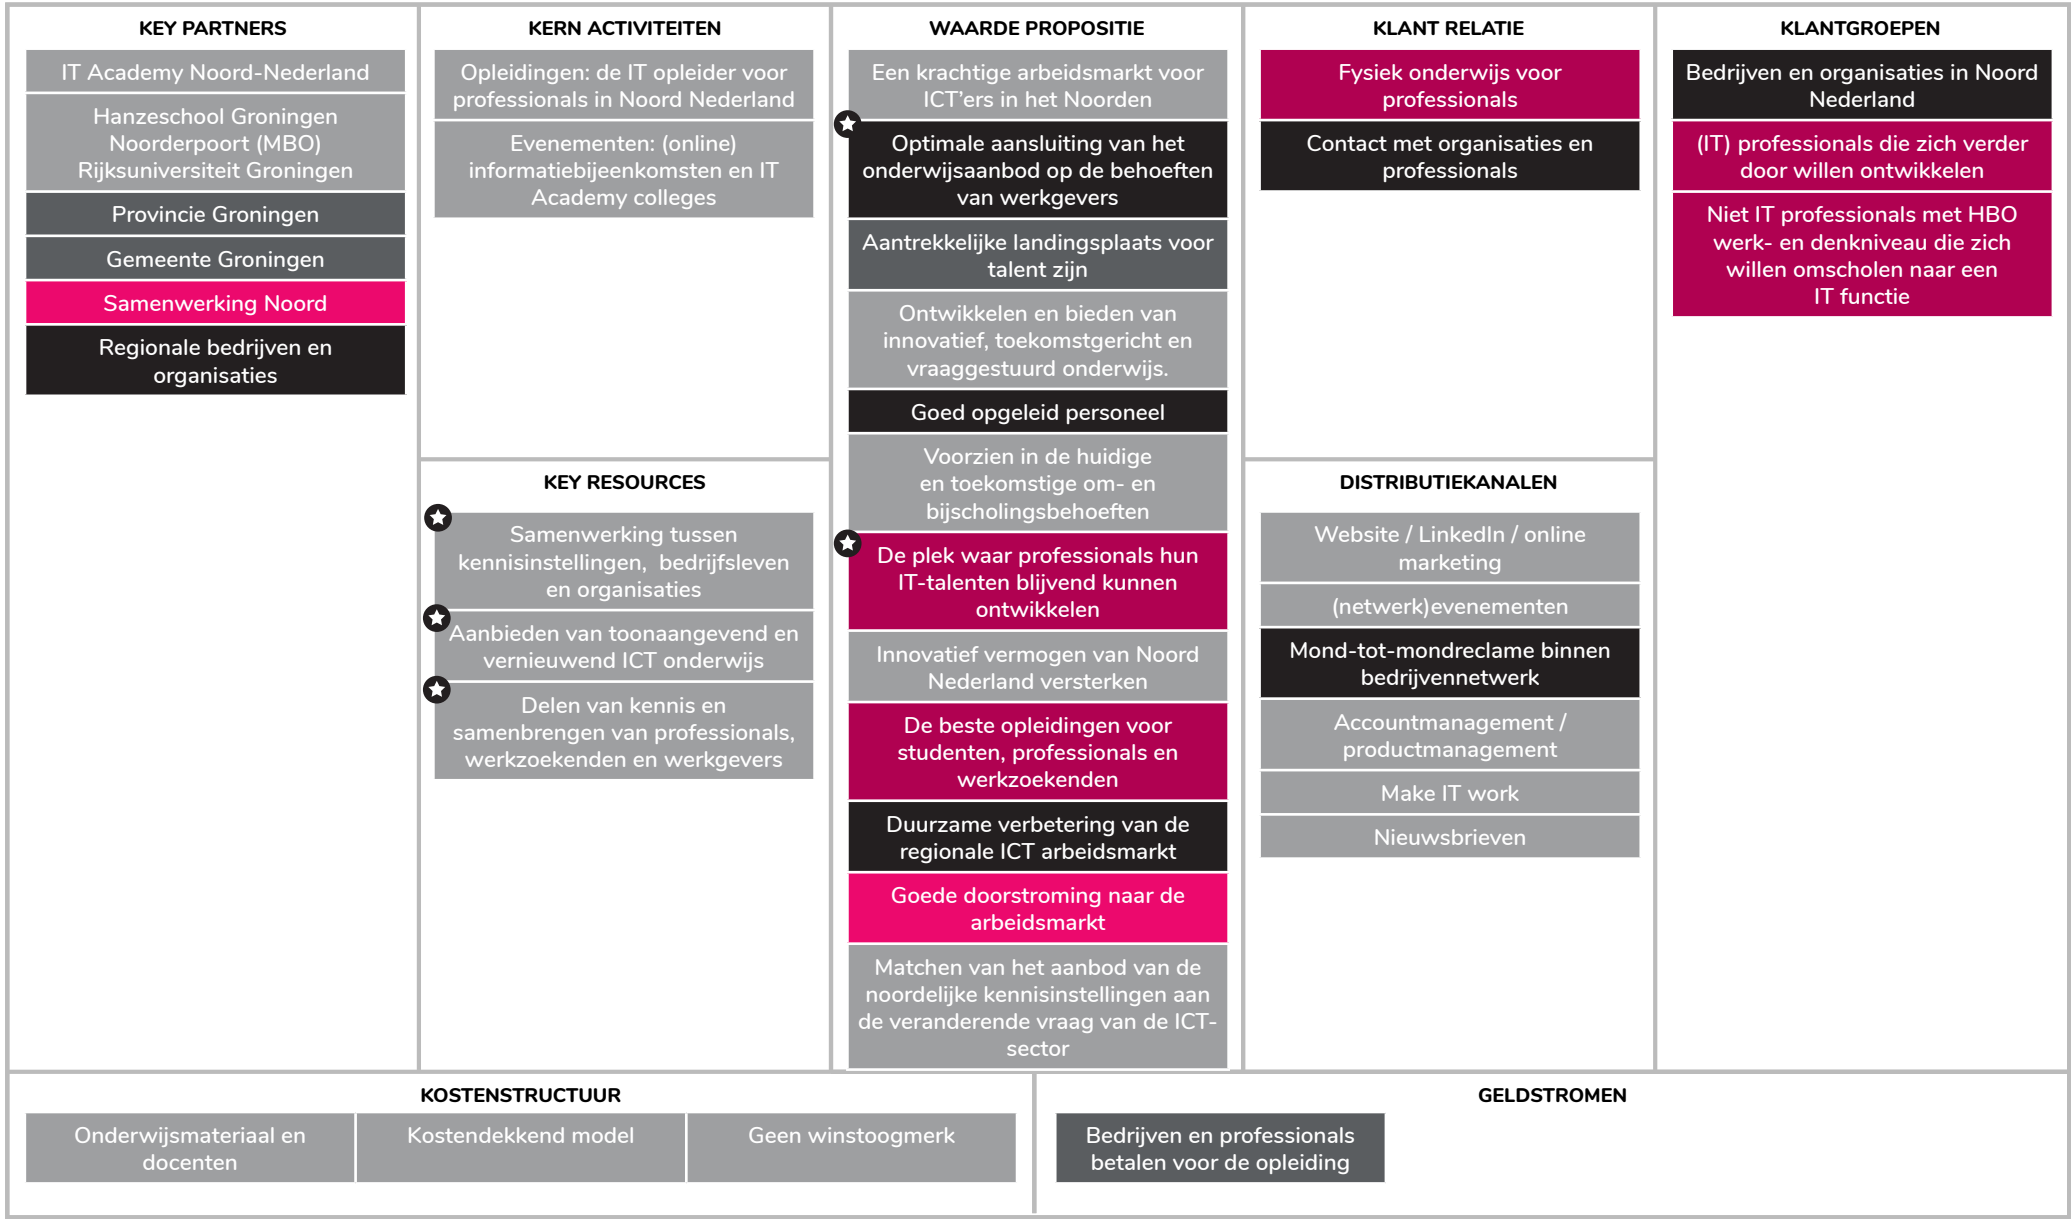 KEY PARTNERS
IT Academy Noord-Nederland
Hanzeschool Groningen
Noorderpoort (MBO)
Rijksuniversiteit Groningen
Provincie Groningen
Gemeente Groningen
Samenwerking Noord
Regionale bedrijven en
organisaties
KERN ACTIVITEITEN
Opleidingen: de IT opleider voor
professionals in Noord Nederland
Evenementen: (online)
informatiebijeenkomsten en IT
Academy colleges
KEY RESOURCES
Samenwerking tussen
kennisinstellingen, bedrijfsleven
en organisaties
Aanbieden van toonaangevend en
vernieuwend ICT onderwijs
Delen van kennis en
samenbrengen van professionals,
werkzoekenden en werkgevers
WAARDE PROPOSITIE
Een krachtige arbeidsmarkt voor
ICT'ers in het Noorden
Optimale aansluiting van het
onderwijsaanbod op de behoeften
van werkgevers
Aantrekkelijke landingsplaats voor
talent zijn
Ontwikkelen en bieden van
innovatief, toekomstgericht en
vraaggestuurd onderwijs.
Goed opgeleid personeel
Voorzien in de huidige
en toekomstige om- en
bijscholingsbehoeften
De plek waar professionals hun
IT-talenten blijvend kunnen
ontwikkelen
Innovatief vermogen van Noord
Nederland versterken
De beste opleidingen voor
studenten, professionals en
werkzoekenden
Duurzame verbetering van de
regionale ICT arbeidsmarkt
Goede doorstroming naar de
arbeidsmarkt
Matchen van het aanbod van de
noordelijke kennisinstellingen aan
de veranderende vraag van de ICT-
sector
KLANT RELATIE
Fysiek onderwijs voor
professionals
Contact met organisaties en
professionals
DISTRIBUTIEKANALEN
Website / LinkedIn / online
marketing
(netwerk)evenementen
Mond-tot-mondreclame binnen
bedrijvennetwerk
Accountmanagement /
productmanagement
Make IT work
Nieuwsbrieven
KLANTGROEPEN
Bedrijven en organisaties in Noord
Nederland
(IT) professionals die zich verder
door willen ontwikkelen
Niet IT professionals met HBO
werk- en denkniveau die zich
willen omscholen naar een
IT functie
KOSTENSTRUCTUUR
Onderwijsmateriaal en
docenten
Kostendekkend model
Geen winstoogmerk
GELDSTROMEN
Bedrijven en professionals
betalen voor de opleiding